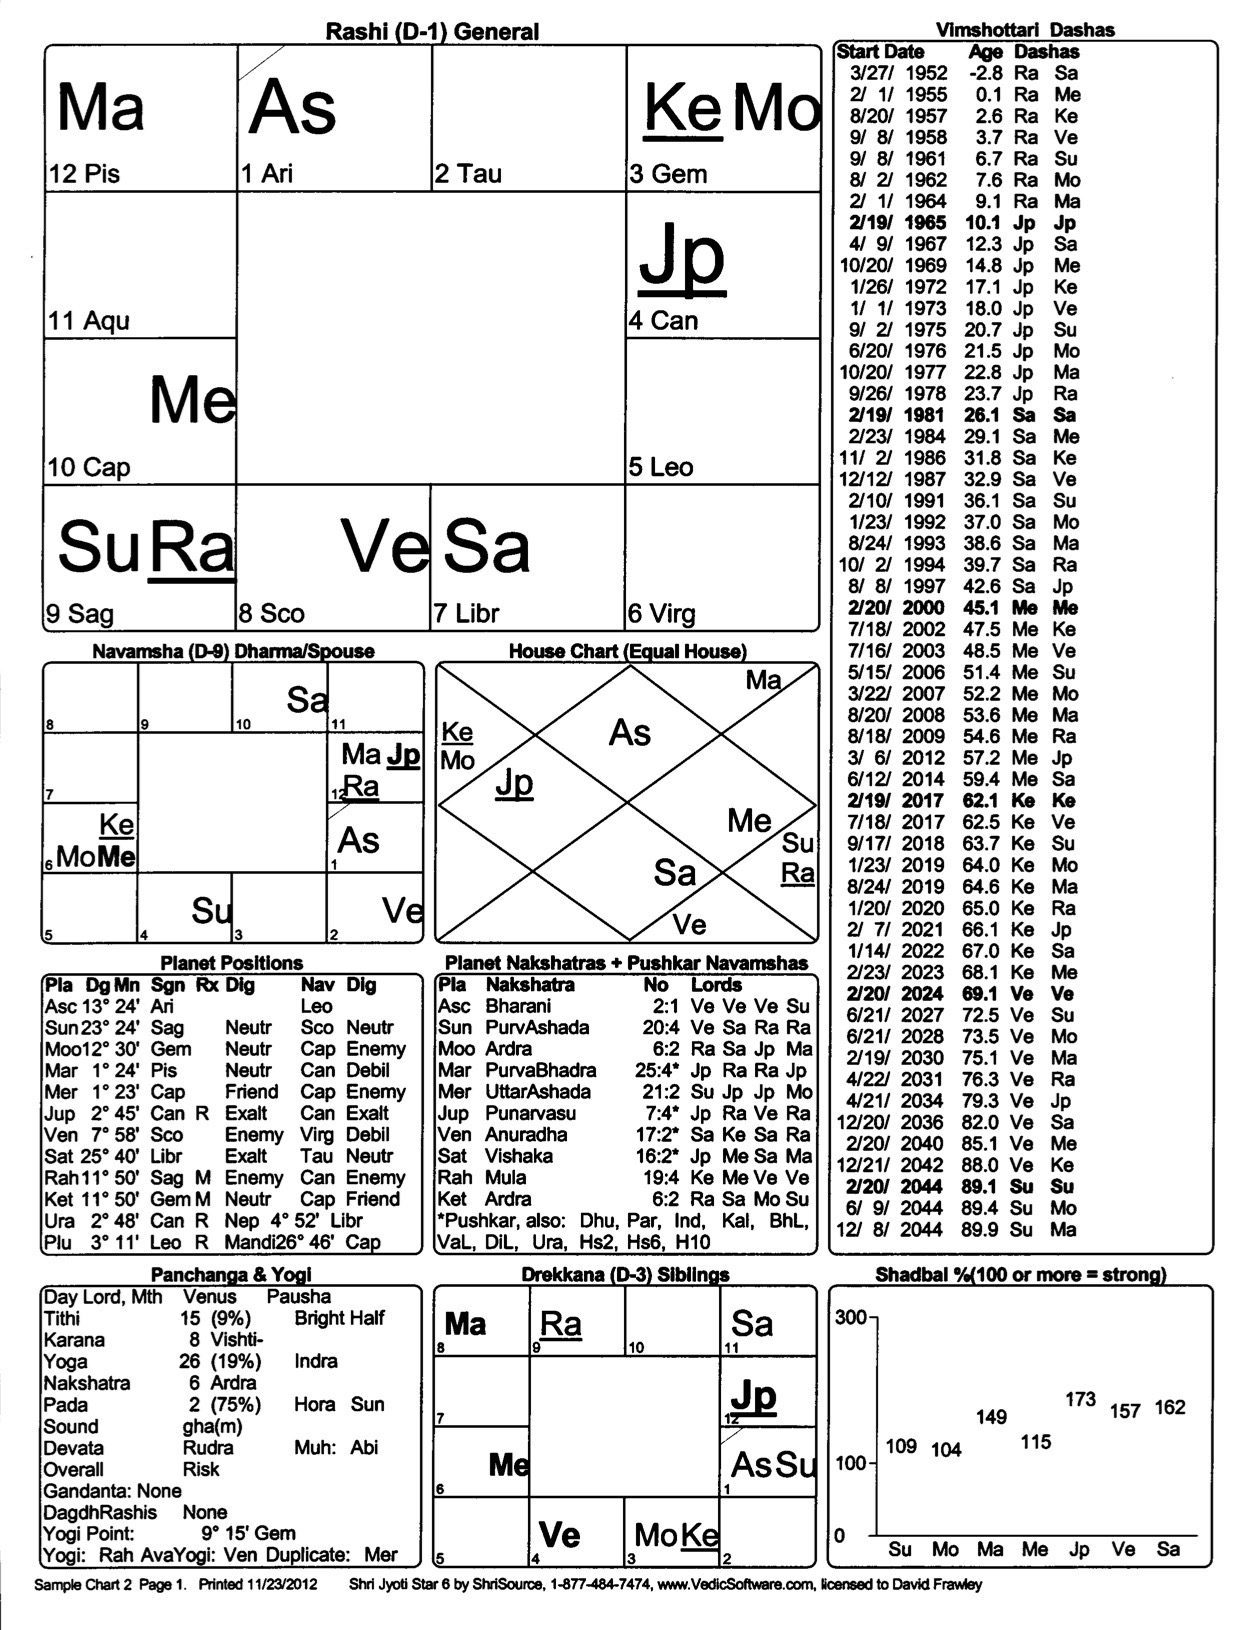 Rashi (D-1) General
Ma
As
Ke Mo
12 Pis
1 Ari
2 Tau
3 Gem
Jp
11 Aqu
4 Can
Me
10 Cap
5 Leo
Su Ra
Ve
Sa
9 Sag
8 Sco
7 Libr
6 Virg
Vimshottari Dashas
Start Date Age Dashas
3/27/ 1952 -2.8 Ra Sa
2/ 1/ 1955 0.1 Ra Me
8/20/ 1957 2.6 Ra Ke
9/ 8/ 1958 3.7 Ra Ve
9/ 8/ 1961 6.7 Ra Su
8/ 2/ 1962 7.6 Ra Mo
2/ 1/ 1964 9.1 Ra Ma
2/19/ 1965 10.1 Jp Jp
4/ 9/ 1967 12.3 Jp Sa
10/20/ 1969 14.8 Jp Me
1/26/ 1972 17.1 Jp Ke
1/ 1/ 1973 18.0 Jp Ve
9/ 2/ 1975 20.7 Jp Su
6/20/ 1976 21.5 Jp Mo
10/20/ 1977 22.8 Jp Ma
9/26/ 1978 23.7 Jp Ra
2/19/ 1981 26.1 Sa Sa
2/23/ 1984 29.1 Sa Me
11/ 2/ 1986 31.8 Sa Ke
12/12/ 1987 32.9 Sa Ve
2/10/ 1991 36.1 Sa Su
1/23/ 1992 37.0 Sa Mo
8/24/ 1993 38.6 Sa Ma
10/ 2/ 1994 39.7 Sa Ra
8/ 8/ 1997 42.6 Sa Jp
2/20/ 2000 45.1 Me Me
7/18/ 2002 47.5 Me Ke
7/16/ 2003 48.5 Me Ve
5/15/ 2006 51.4 Me Su
3/22/ 2007 52.2 Me Mo
8/20/ 2008 53.6 Me Ma
8/18/ 2009 54.6 Me Ra
3/ 6/ 2012 57.2 Me Jp
6/12/ 2014 59.4 Me Sa
2/19/ 2017 62.1 Ke Ke
7/18/ 2017 62.5 Ke Ve
9/17/ 2018 63.7 Ke Su
1/23/ 2019 64.0 Ke Mo
8/24/ 2019 64.6 Ke Ma
1/20/ 2020 65.0 Ke Ra
2/ 7/ 2021 66.1 Ke Jp
1/14/ 2022 67.0 Ke Sa
2/23/ 2023 68.1 Ke Me
2/20/ 2024 69.1 Ve Ve
6/21/ 2027 72.5 Ve Su
6/21/ 2028 73.5 Ve Mo
2/19/ 2030 75.1 Ve Ma
4/22/ 2031 76.3 Ve Ra
4/21/ 2034 79.3 Ve Jp
12/20/ 2036 82.0 Ve Sa
2/20/ 2040 85.1 Ve Me
12/21/ 2042 88.0 Ve Ke
2/20/ 2044 89.1 Su Su
6/ 9/ 2044 89.4 Su Mo
12/ 8/ 2044 89.9 Su Ma
Navamsha (D-9) Dharma/Spouse
Sa
8
9
10
11
Ma Jp
Ra
7
12
Ke
Mo Me
As
6
1
Su
Ve
5
4
3
2
House Chart (Equal House)
Ma
Ke
Mo
As
Jp
Me
Su
Sa
Ra
Ve
Planet Positions
Pla Dg Mn Sgn Rx Dig Nav Dig
Asc 13° 24' Ari Leo
Sun 23° 24' Sag Neutr Sco Neutr
Moo 12° 30' Gem Neutr Cap Enemy
Mar 1° 24' Pis Neutr Can Debil
Mer 1° 23' Cap Friend Cap Enemy
Jup 2° 45' Can R Exalt Can Exalt
Ven 7° 58' Sco Enemy Virg Debil
Sat 25° 40' Libr Exalt Tau Neutr
Rah 11° 50' Sag M Enemy Can Enemy
Ket 11° 50' Gem M Neutr Cap Friend
Ura 2° 48' Can R Nep 4° 52' Libr
Plu 3° 11' Leo R Mandi 26° 46' Cap
Planet Nakshatras + Pushkar Navamshas
Pla Nakshatra No Lords
Asc Bharani 2:1 Ve Ve Ve Su
Sun PurvAshada 20:4 Ve Sa Ra Ra
Moo Ardra 6:2 Ra Sa Jp Ma
Mar PurvaBhadra 25:4* Jp Ra Ra Jp
Mer UttarAshada 21:2 Su Jp Jp Mo
Jup Punarvasu 7:4* Jp Ra Ve Ra
Ven Anuradha 17:2* Sa Ke Sa Ra
Sat Vishaka 16:2* Jp Me Sa Ma
Rah Mula 19:4 Ke Me Ve Ve
Ket Ardra 6:2 Ra Sa Mo Su
*Pushkar, also: Dhu, Par, Ind, Kal, BhL,
VaL, DiL, Ura, Hs2, Hs6, H10
Panchanga & Yogi
Day Lord, Mth Venus Pausha
Tithi 15 (9%) Bright Half
Karana 8 Vishti-
Yoga 26 (19%) Indra
Nakshatra 6 Ardra
Pada 2 (75%) Hora Sun
Sound gha(m)
Devata Rudra Muh: Abi
Overall Risk
Gandanta: None
DagdhRashis None
Yogi Point: 9° 15' Gem
Yogi: Rah AvaYogi: Ven Duplicate: Mer
Drekkana (D-3) Siblings
Ma
Ra
Sa
8
9
10
11
Jp
7
12
Me
As Su
6
1
Ve
Mo Ke
5
4
3
2
Shadbal %(100 or more = strong)
300
173
157
162
149
109
104
115
100
0
Su Mo Ma Me Jp Ve Sa
Sample Chart 2 Page 1. Printed 11/23/2012 Shri Jyoti Star 6 by ShriSource, 1-877-484-7474, www.VedicSoftware.com, licensed to David Frawley